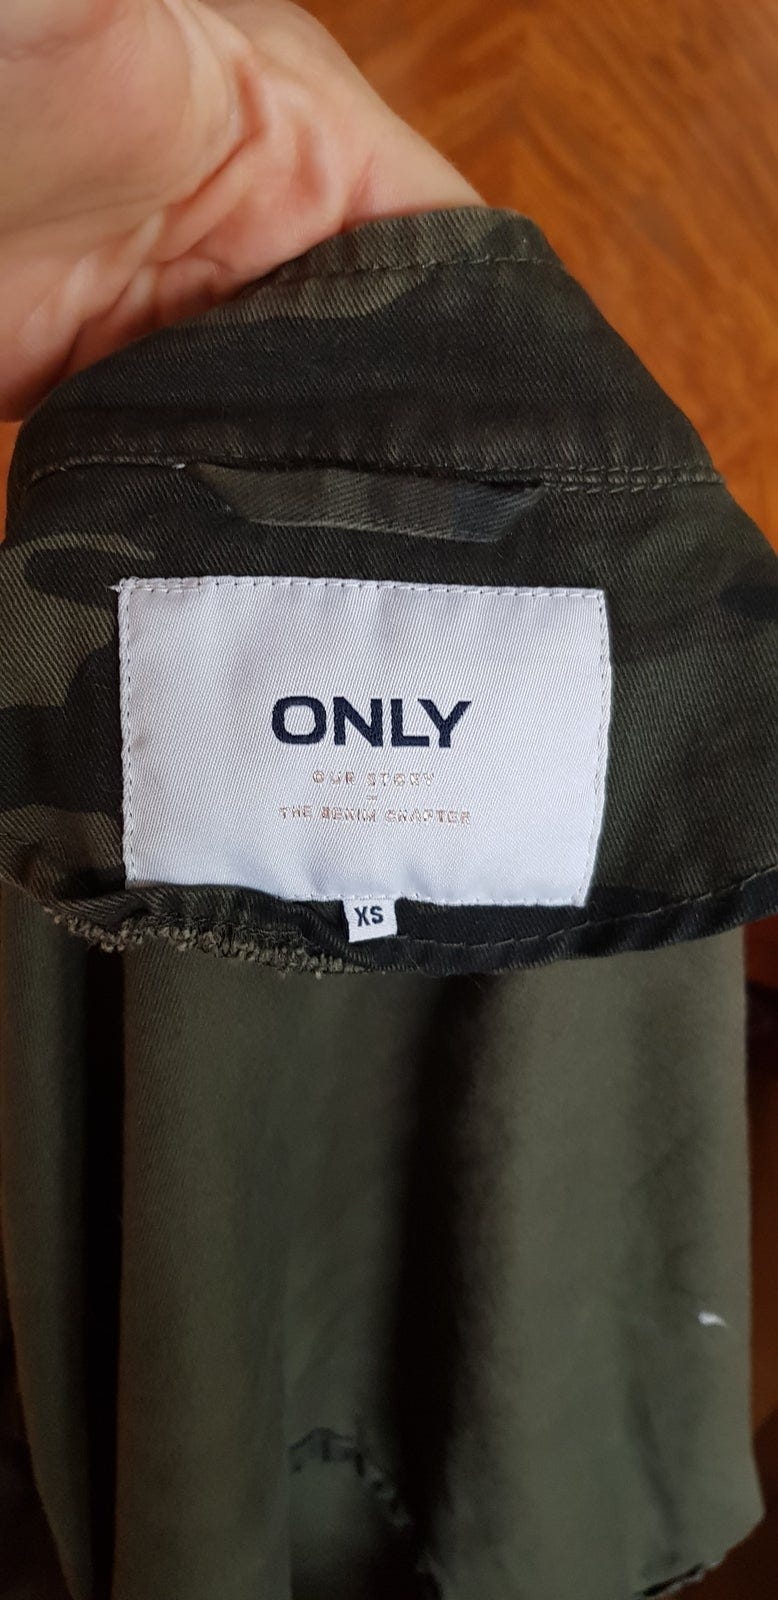 ONLY
OUR STORY
–
THE DENIM CHAPTER
XS